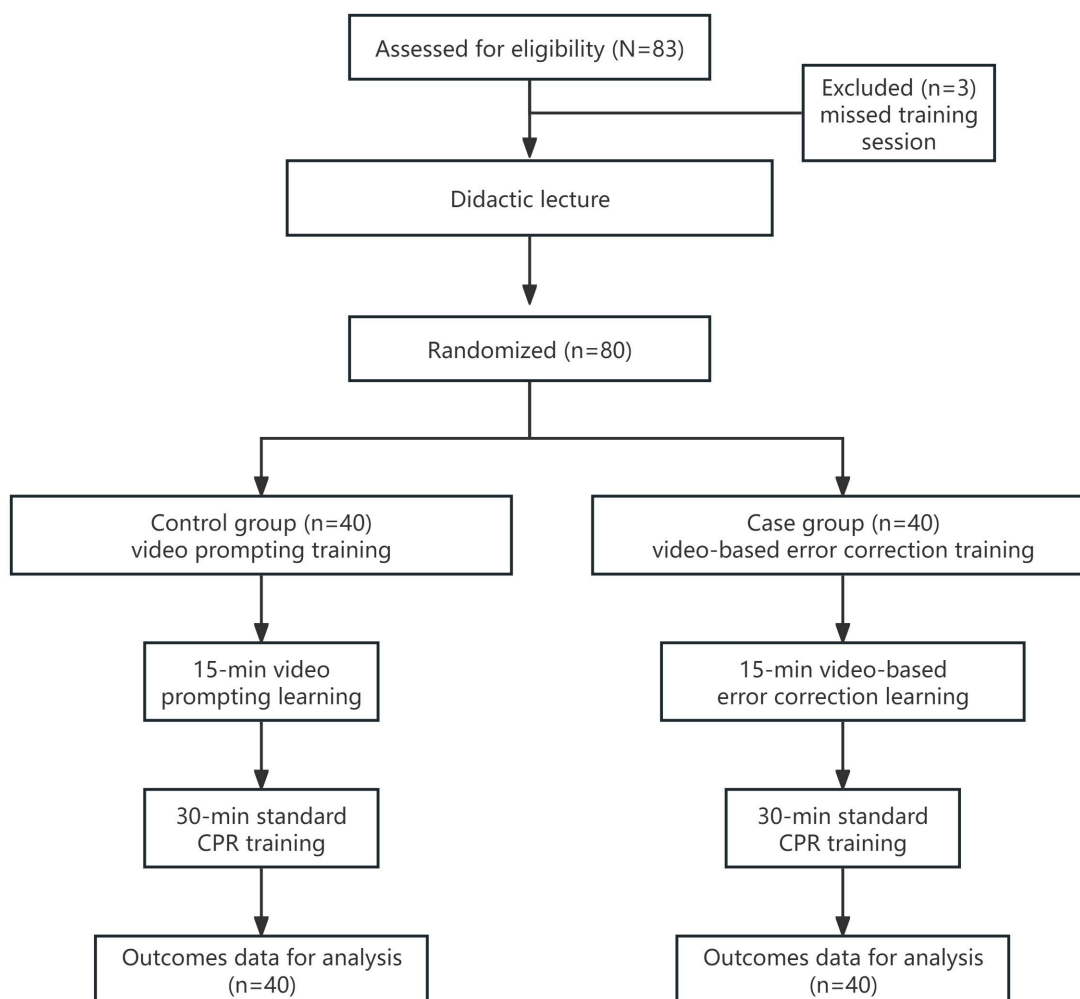 Assessed for eligibility (N=83)
Excluded (n=3)
missed training
session
Didactic lecture
Randomized (n=80)
Control group (n=40)
video prompting training
Case group (n=40)
video-based error correction training
15-min video
prompting learning
15-min video-based
error correction learning
30-min standard
CPR training
30-min standard
CPR training
Outcomes data for analysis
(n=40)
Outcomes data for analysis
(n=40)